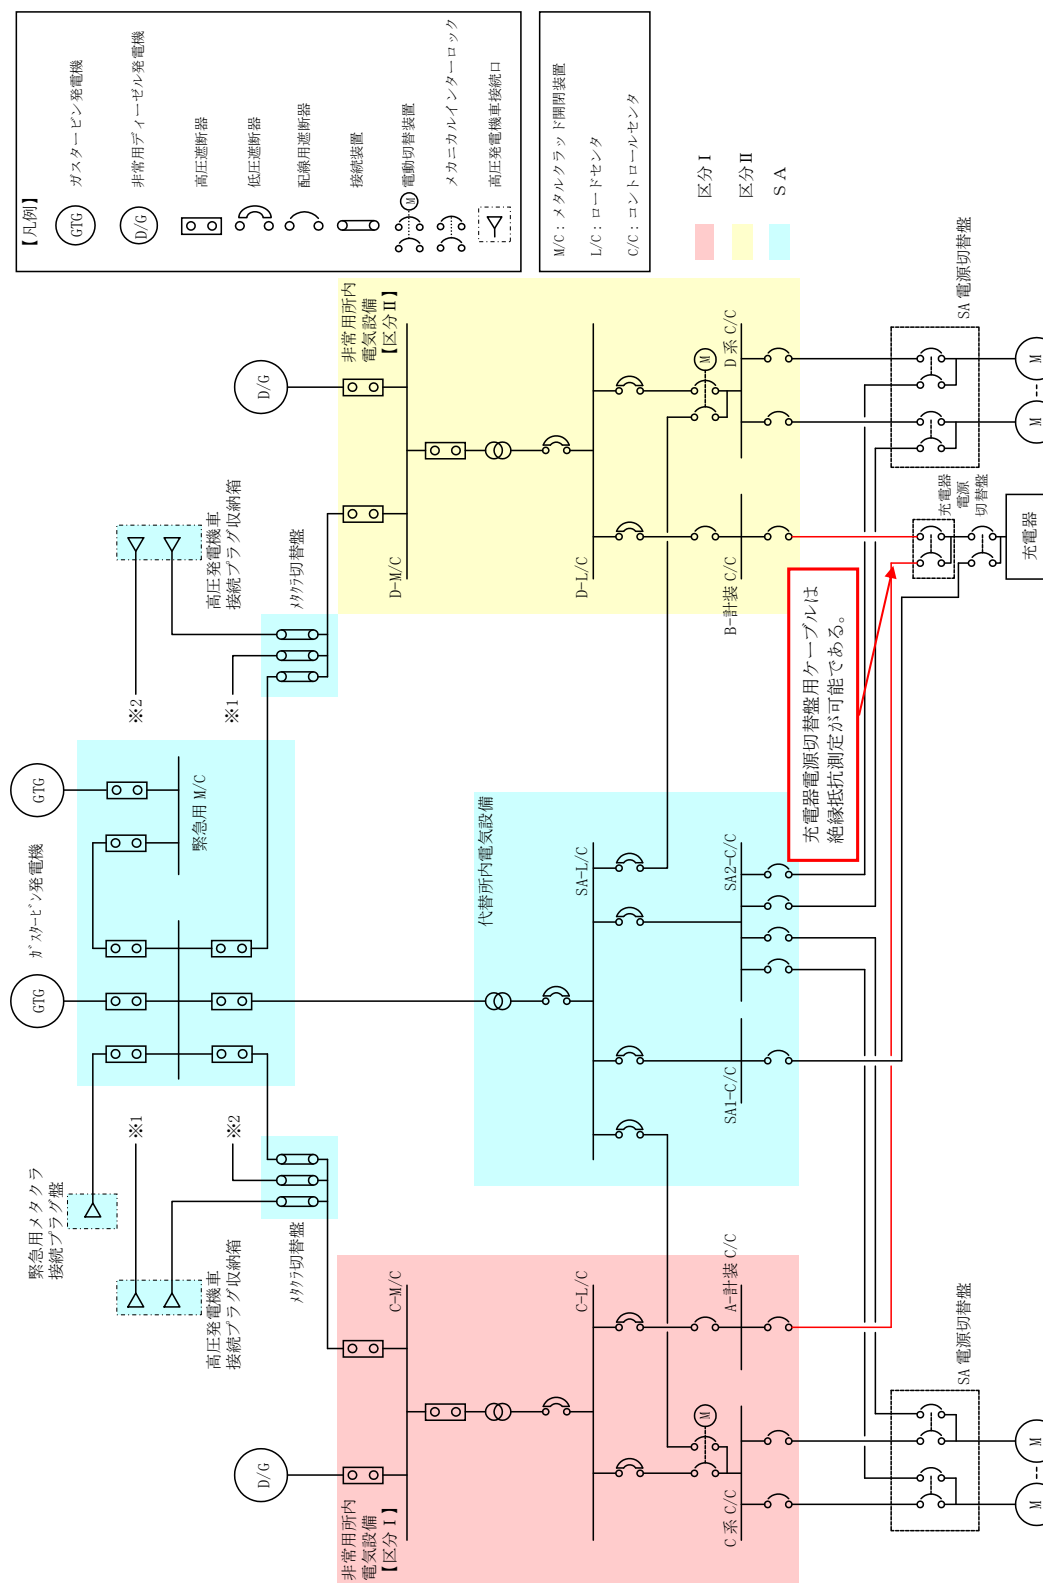 【凡例】
GTG
ガスタービン発電機
D/G
非常用ディーゼル発電機
高圧遮断器
低圧遮断器
配線用遮断器
接続装置
M
電動切替装置
メカニカルインターロック
高圧発電機車接続口
M/C：メタルクラッド開閉装置
L/C：ロードセンタ
C/C：コントロールセンタ
区分Ⅰ
区分Ⅱ
ＳＡ
D/G
非常用所内
電気設備
【区分Ⅱ】
D-M/C
D-L/C
M
D系 C/C
B-計装 C/C
SA 電源切替盤
M
M
高圧発電機車
接続プラグ収納箱
ﾒﾀｸﾗ切替盤
※2
※1
充電器
電源
切替盤
充電器
充電器電源切替盤用ケーブルは
絶縁抵抗測定が可能である。
GTG
緊急用 M/C
ｶﾞｽﾀｰﾋﾞﾝ発電機
GTG
代替所内電気設備
SA-L/C
SA2-C/C
SA1-C/C
緊急用メタクラ
接続プラグ盤
※1
※2
高圧発電機車
接続プラグ収納箱
ﾒﾀｸﾗ切替盤
D/G
非常用所内
電気設備
【区分Ⅰ】
C-M/C
C-L/C
A-計装 C/C
M
C系 C/C
SA 電源切替盤
M
M